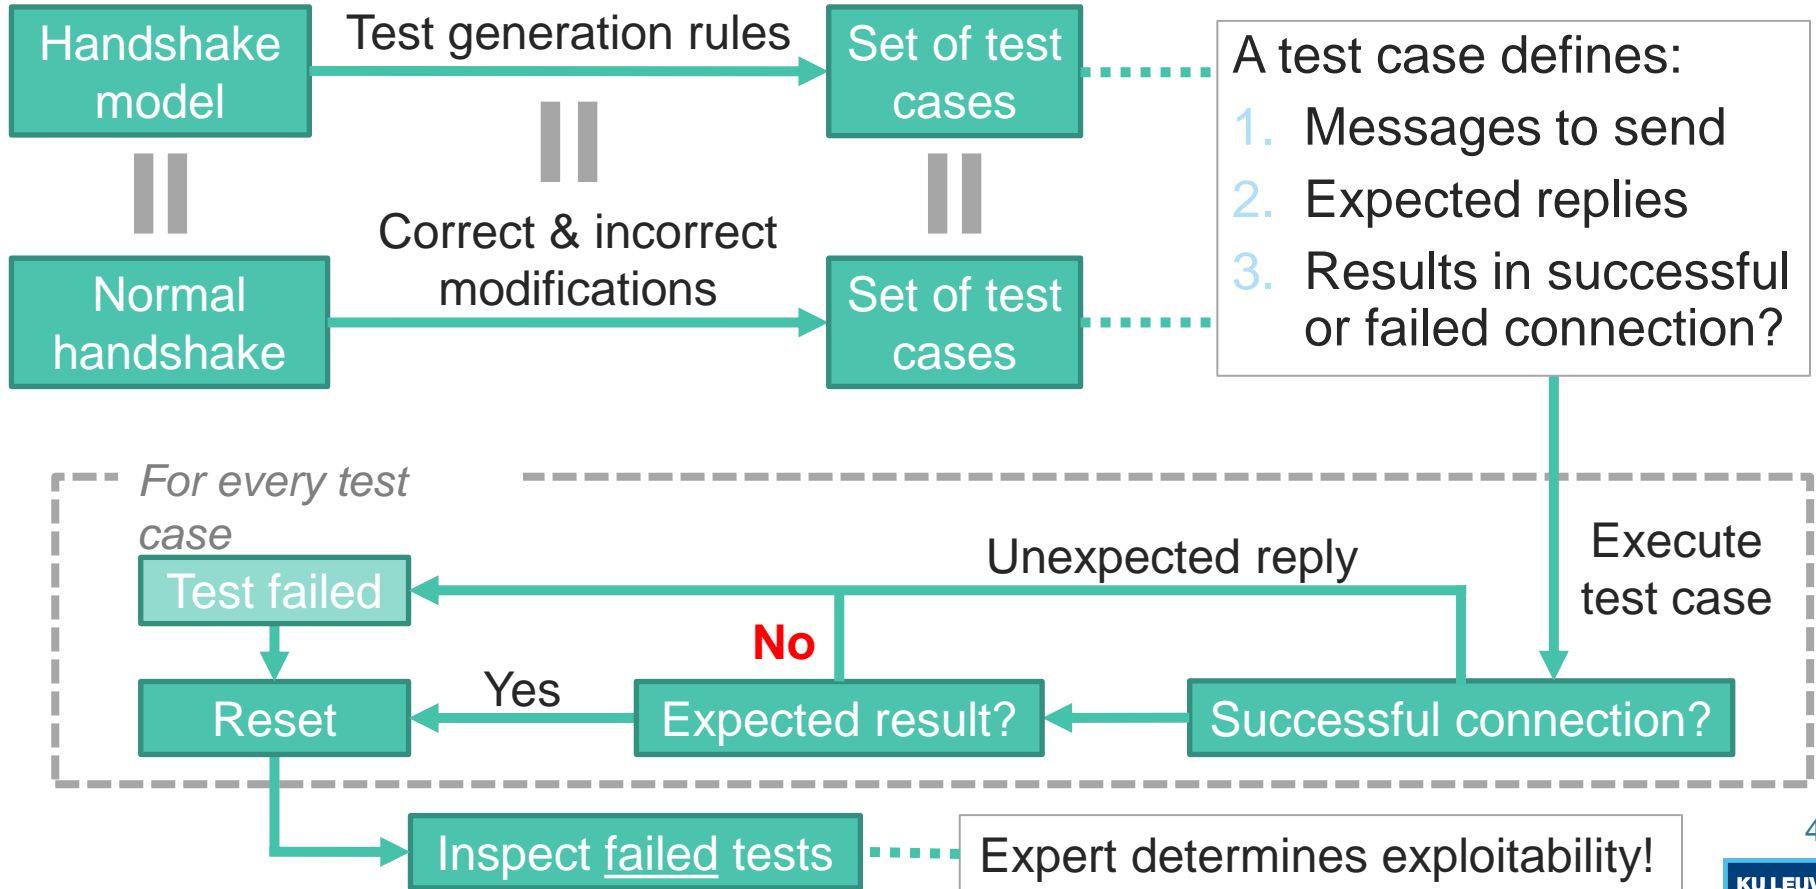 Handshake
model
Test generation rules
Set of test
cases
A test case defines:
1. Messages to send
2. Expected replies
3. Results in successful
or failed connection?
Correct & incorrect
modifications
Normal
handshake
Set of test
cases
For every test
case
Test failed
Unexpected reply
Execute
test case
No
Yes
Reset
Expected result?
Successful connection?
Inspect failed tests
Expert determines exploitability!
4